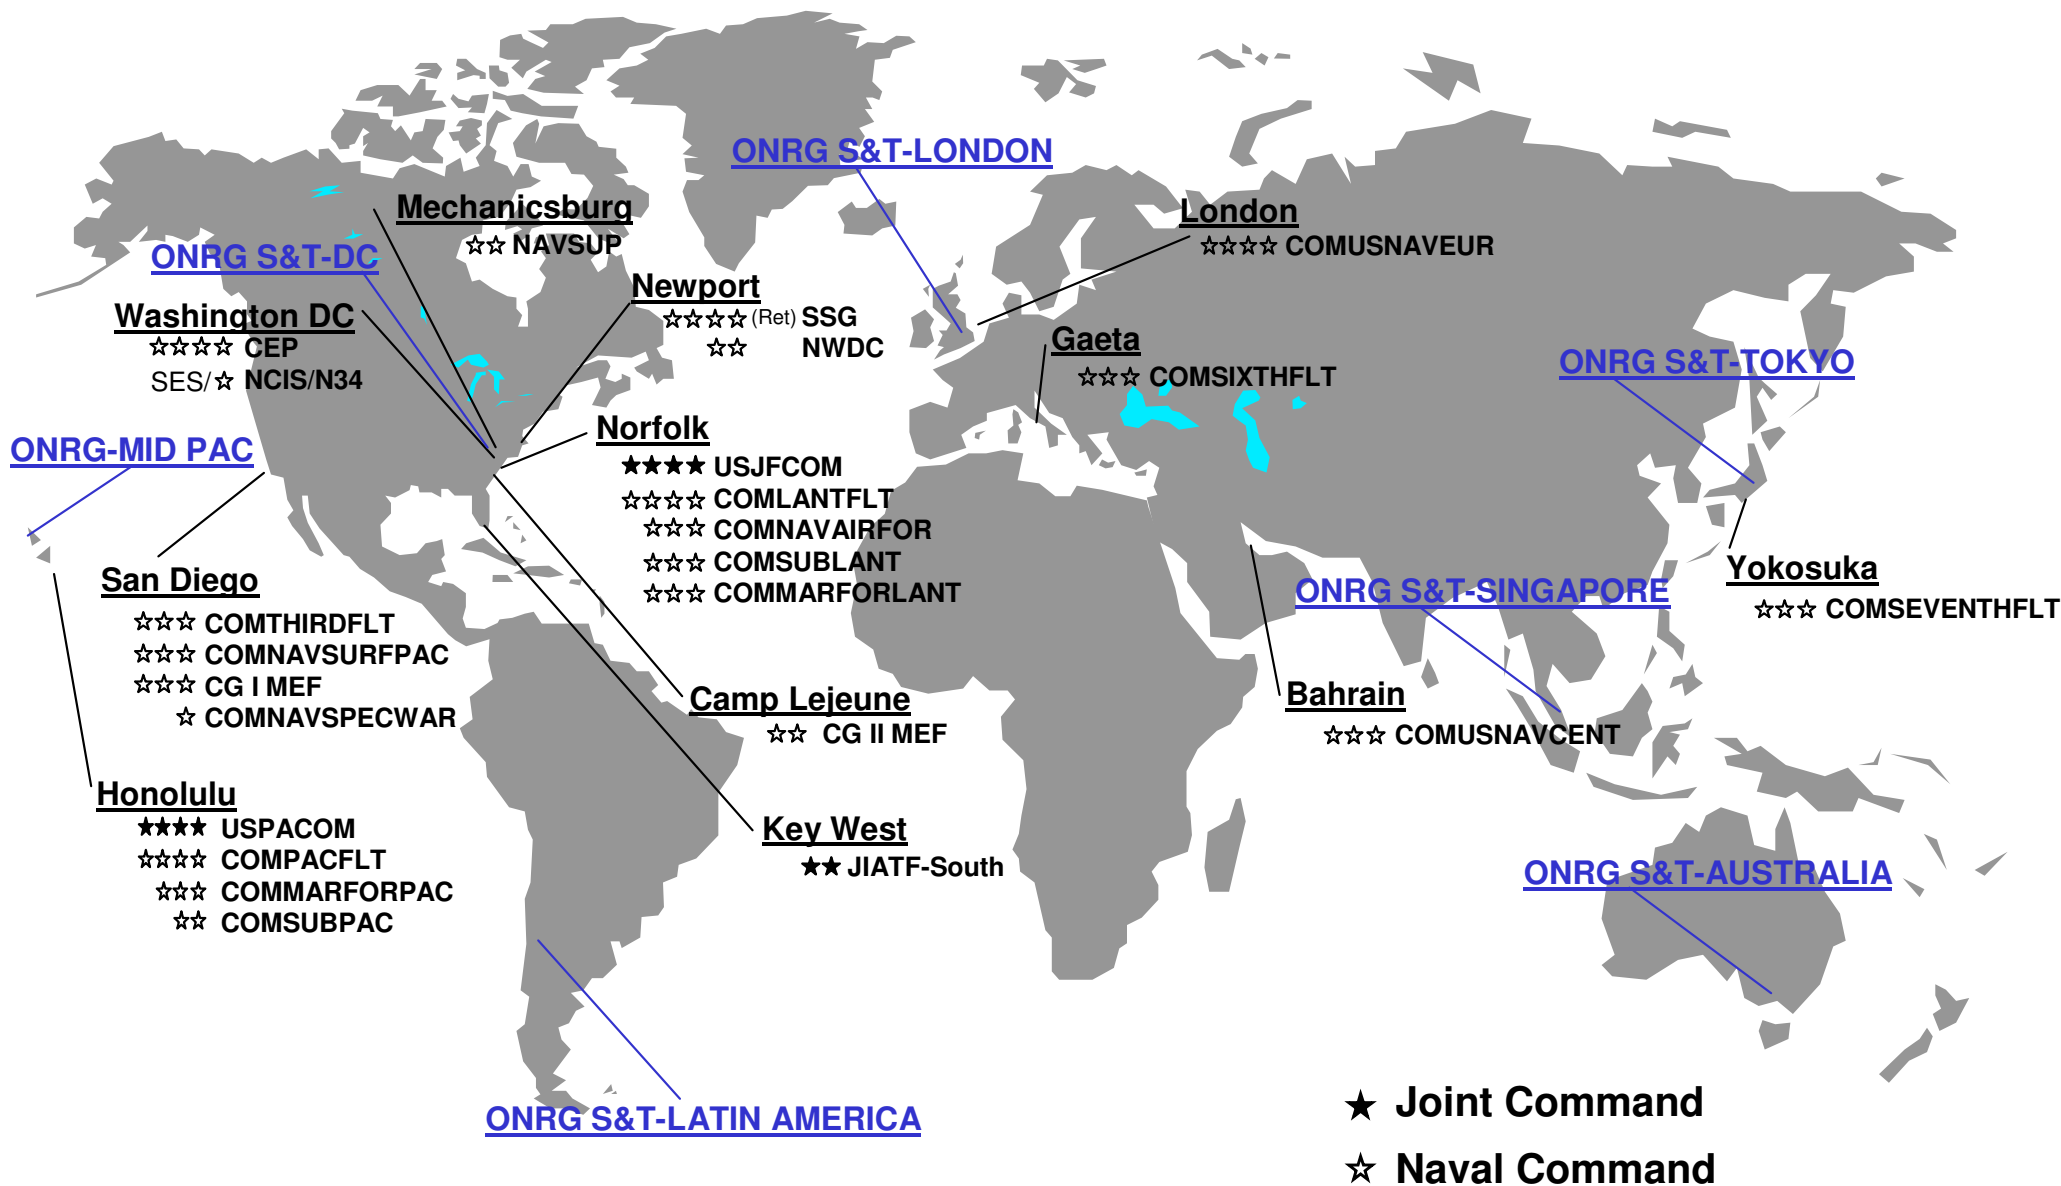 ONRG S&T-LONDON
Mechanicsburg
☆☆ NAVSUP
London
☆☆☆☆ COMUSNAVEUR
ONRG S&T-DC
Newport
☆☆☆☆ (Ret) SSG
☆☆ NWDC
Washington DC
☆☆☆☆ CEP
SES/☆ NCIS/N34
Gaeta
☆☆☆ COMSIXTHFLT
ONRG S&T-TOKYO
ONRG-MID PAC
Norfolk
★★★★ USJFCOM
☆☆☆☆ COMLANTFLT
☆☆☆ COMNAVAIRFOR
☆☆☆ COMSUBLANT
☆☆☆ COMMARFORLANT
San Diego
☆☆☆ COMTHIRDFLT
☆☆☆ COMNAVSURFPAC
☆☆☆ CG I MEF
☆ COMNAVSPECWAR
ONRG S&T-SINGAPORE
Yokosuka
☆☆☆ COMSEVENTHFLT
Camp Lejeune
☆☆ CG II MEF
Bahrain
☆☆☆ COMUSNAVCENT
Honolulu
★★★★ USPACOM
☆☆☆☆ COMPACFLT
☆☆☆ COMMARFORPAC
☆☆ COMSUBPAC
Key West
★★ JIATF-South
ONRG S&T-AUSTRALIA
ONRG S&T-LATIN AMERICA
★ Joint Command
☆ Naval Command